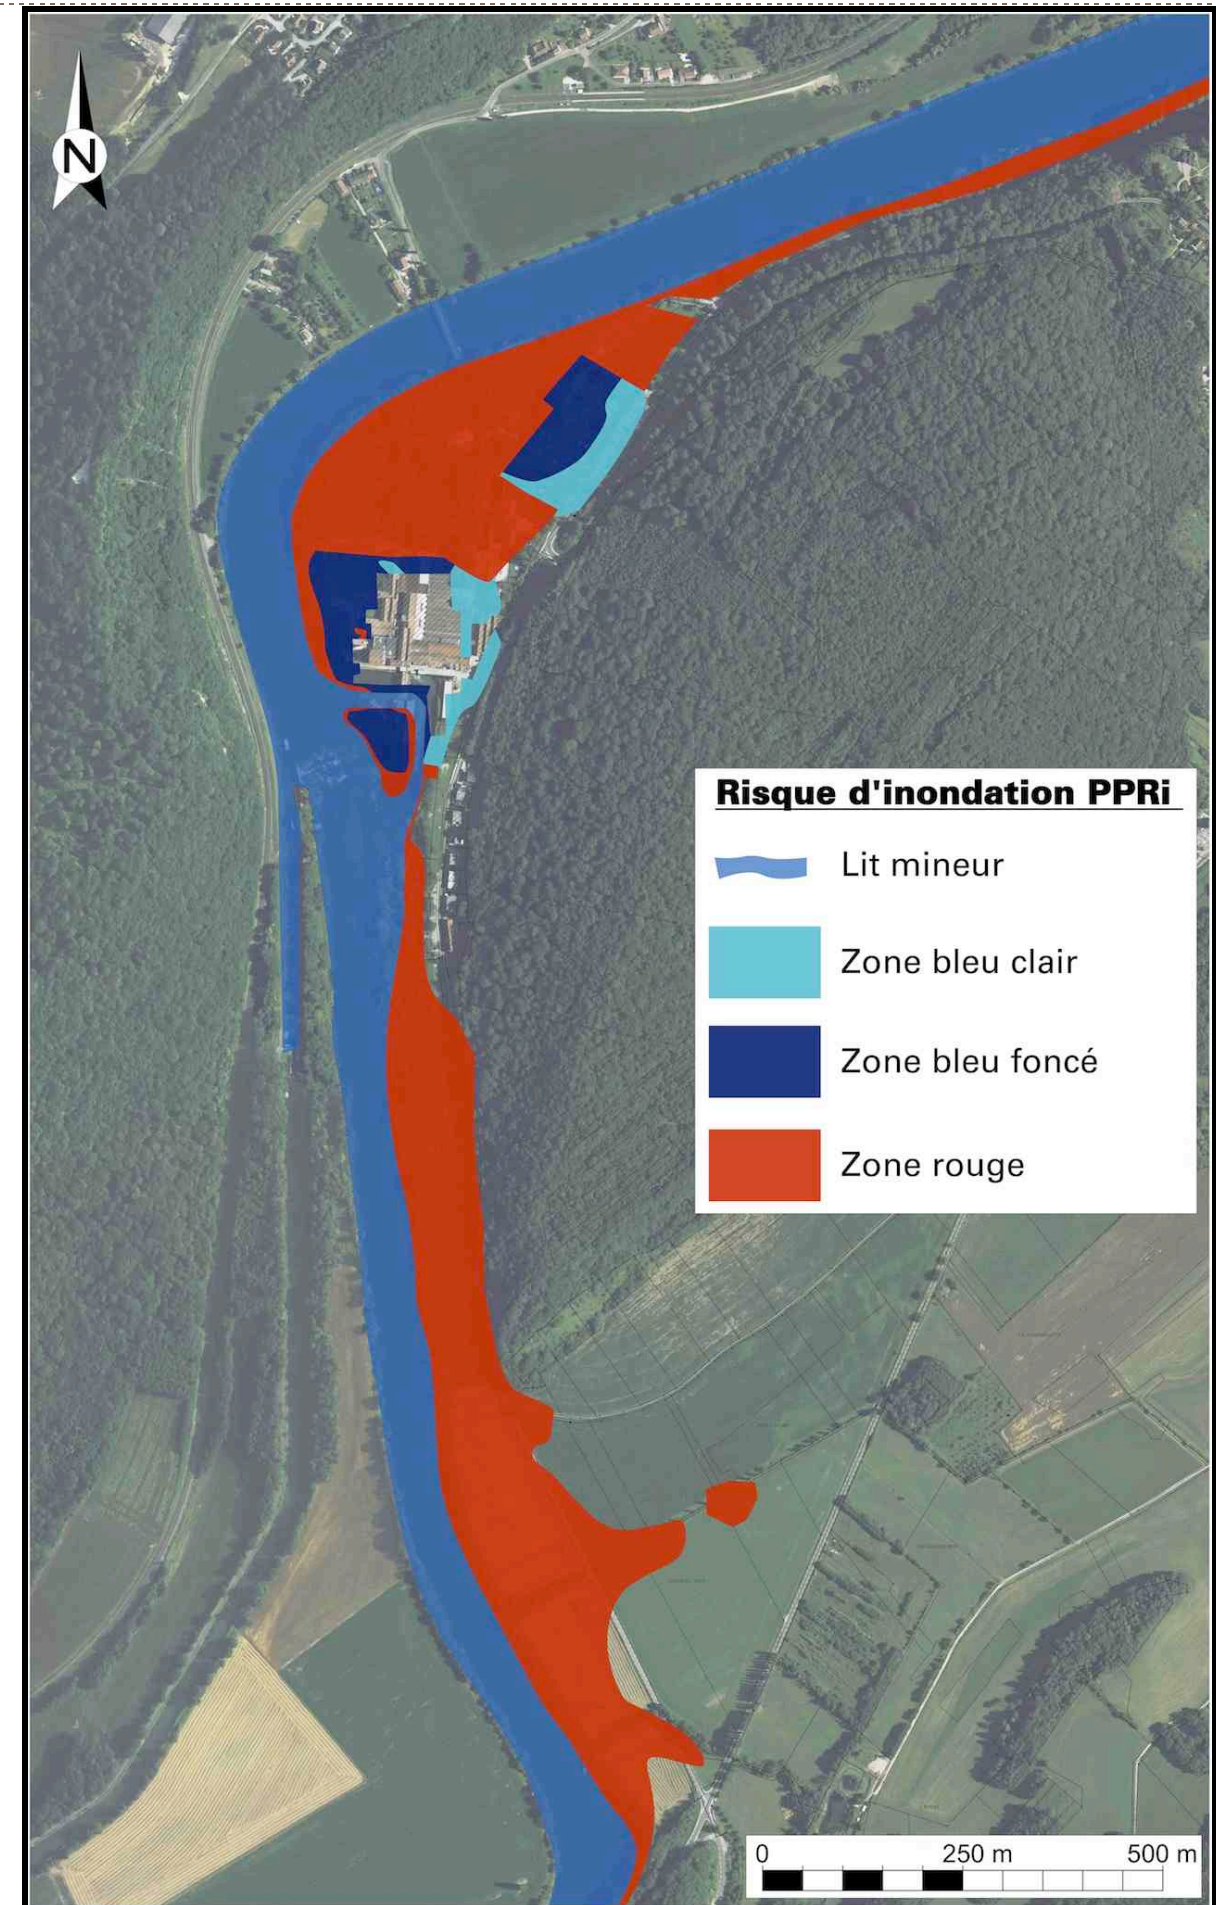 N
Risque d'inondation PPRi
Lit mineur
Zone bleu clair
Zone bleu foncé
Zone rouge
0 250 m 500 m